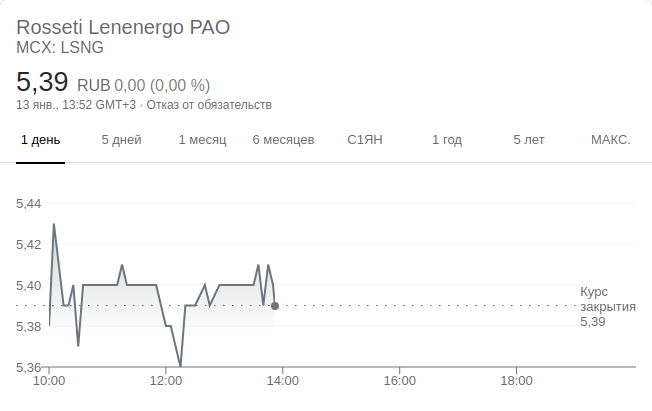 Rosseti Lenenergo PAO
MCX: LSNG
5,39 RUB 0,00 (0,00 %)
13 янв., 13:52 GMT+3 · Отказ от обязательств
1 день 5 дней 1 месяц 6 месяцев С1ЯН 1 год 5 лет МАКС.
5,44
5,42
5,40
Курс
закрытия
5,39
5,38
5,36
10:00 12:00 14:00 16:00 18:00